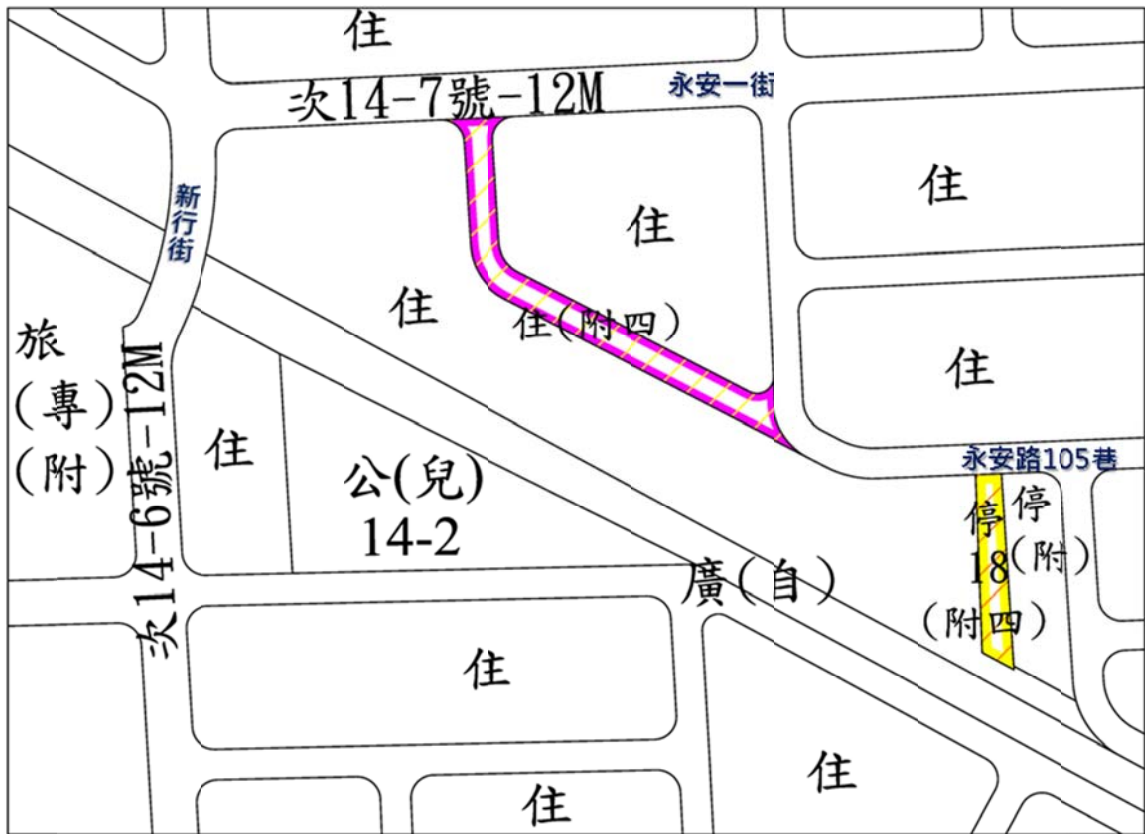 住
次14-7號-12M
永安一街
新行街
住
住
住
住(附四)
旅
(專)
(附)
次14-6號-12M
住
住
公(兒)
14-2
永安路105巷
停
18
(附四)
停
(附)
廣(自)
住
住
住